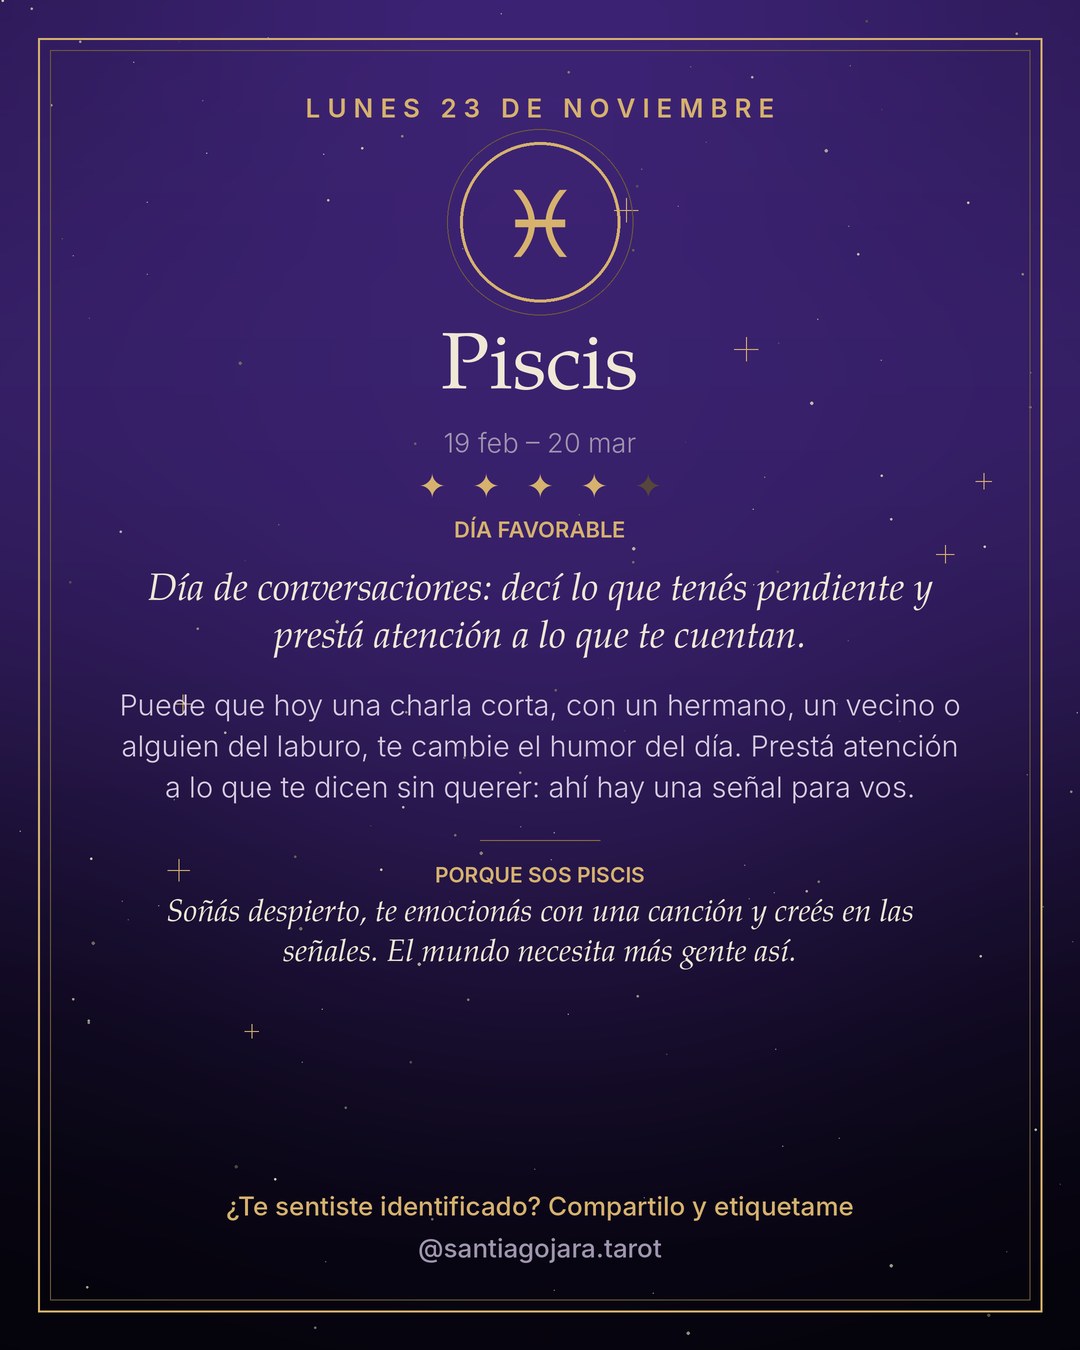 LUNES 23 DE NOVIEMBRE
Piscis
19 feb – 20 mar
DÍA FAVORABLE
Día de conversaciones: decí lo que tenés pendiente y
prestá atención a lo que te cuentan.
Puede que hoy una charla corta, con un hermano, un vecino o
alguien del laburo, te cambie el humor del día. Prestá atención
a lo que te dicen sin querer: ahí hay una señal para vos.
PORQUE SOS PISCIS
Soñás despierto, te emocionás con una canción y creés en las
señales. El mundo necesita más gente así.
¿Te sentiste identificado? Compartilo y etiquetame
@santiagojara.tarot